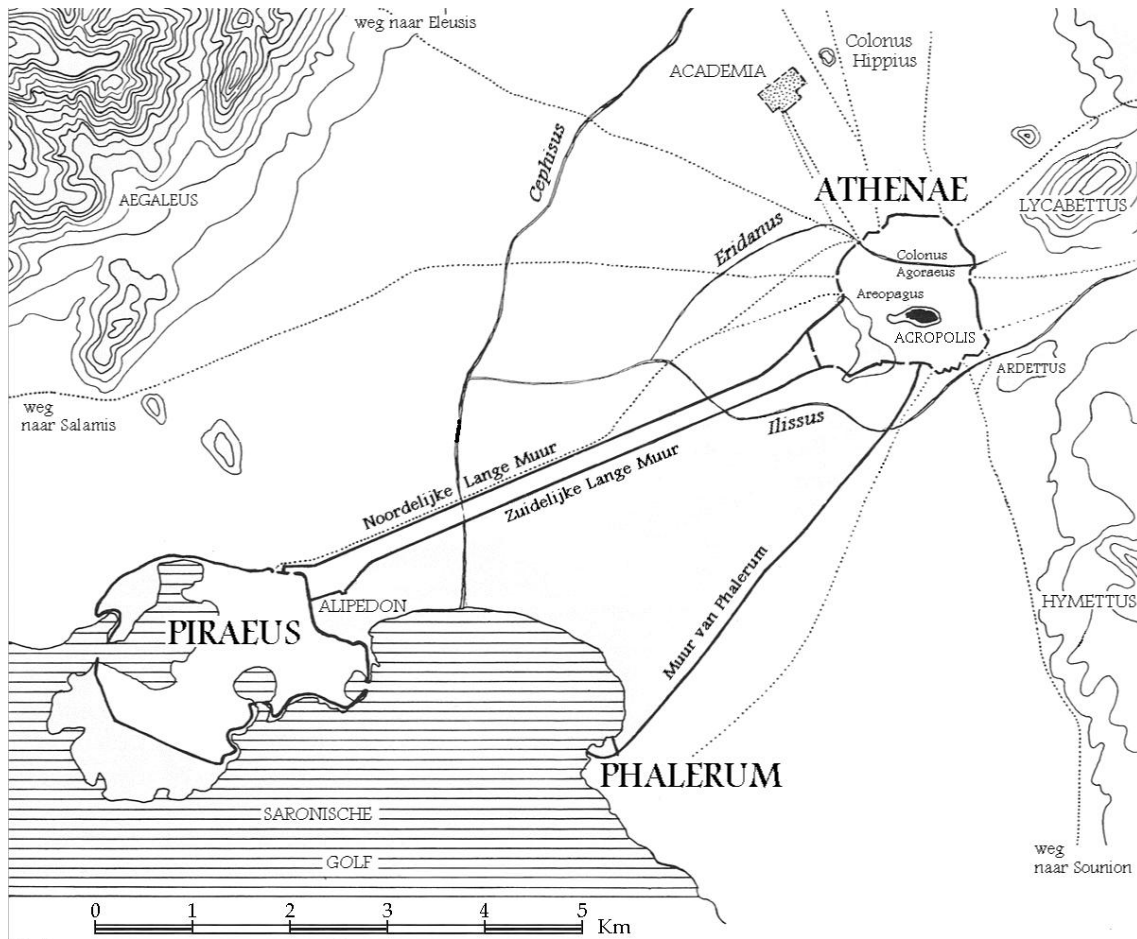 weg naar Eleusis
Colonus
Hippius
ACADEMIA
Cephisus
AEGALEUS
ATHENAE
LYCABETTUS
Eridanus
Colonus
Agoraeus
Areopagus
ACROPOLIS
ARDETTUS
weg
naar Salamis
Ilissus
Noordelijke Lange Muur
Zuidelijke Lange Muur
Muur van Phalerum
ALIPEDON
HYMETTUS
PIRAEUS
PHALERUM
SARONISCHE
GOLF
weg
naar Sounion
0 1 2 3 4 5 Km